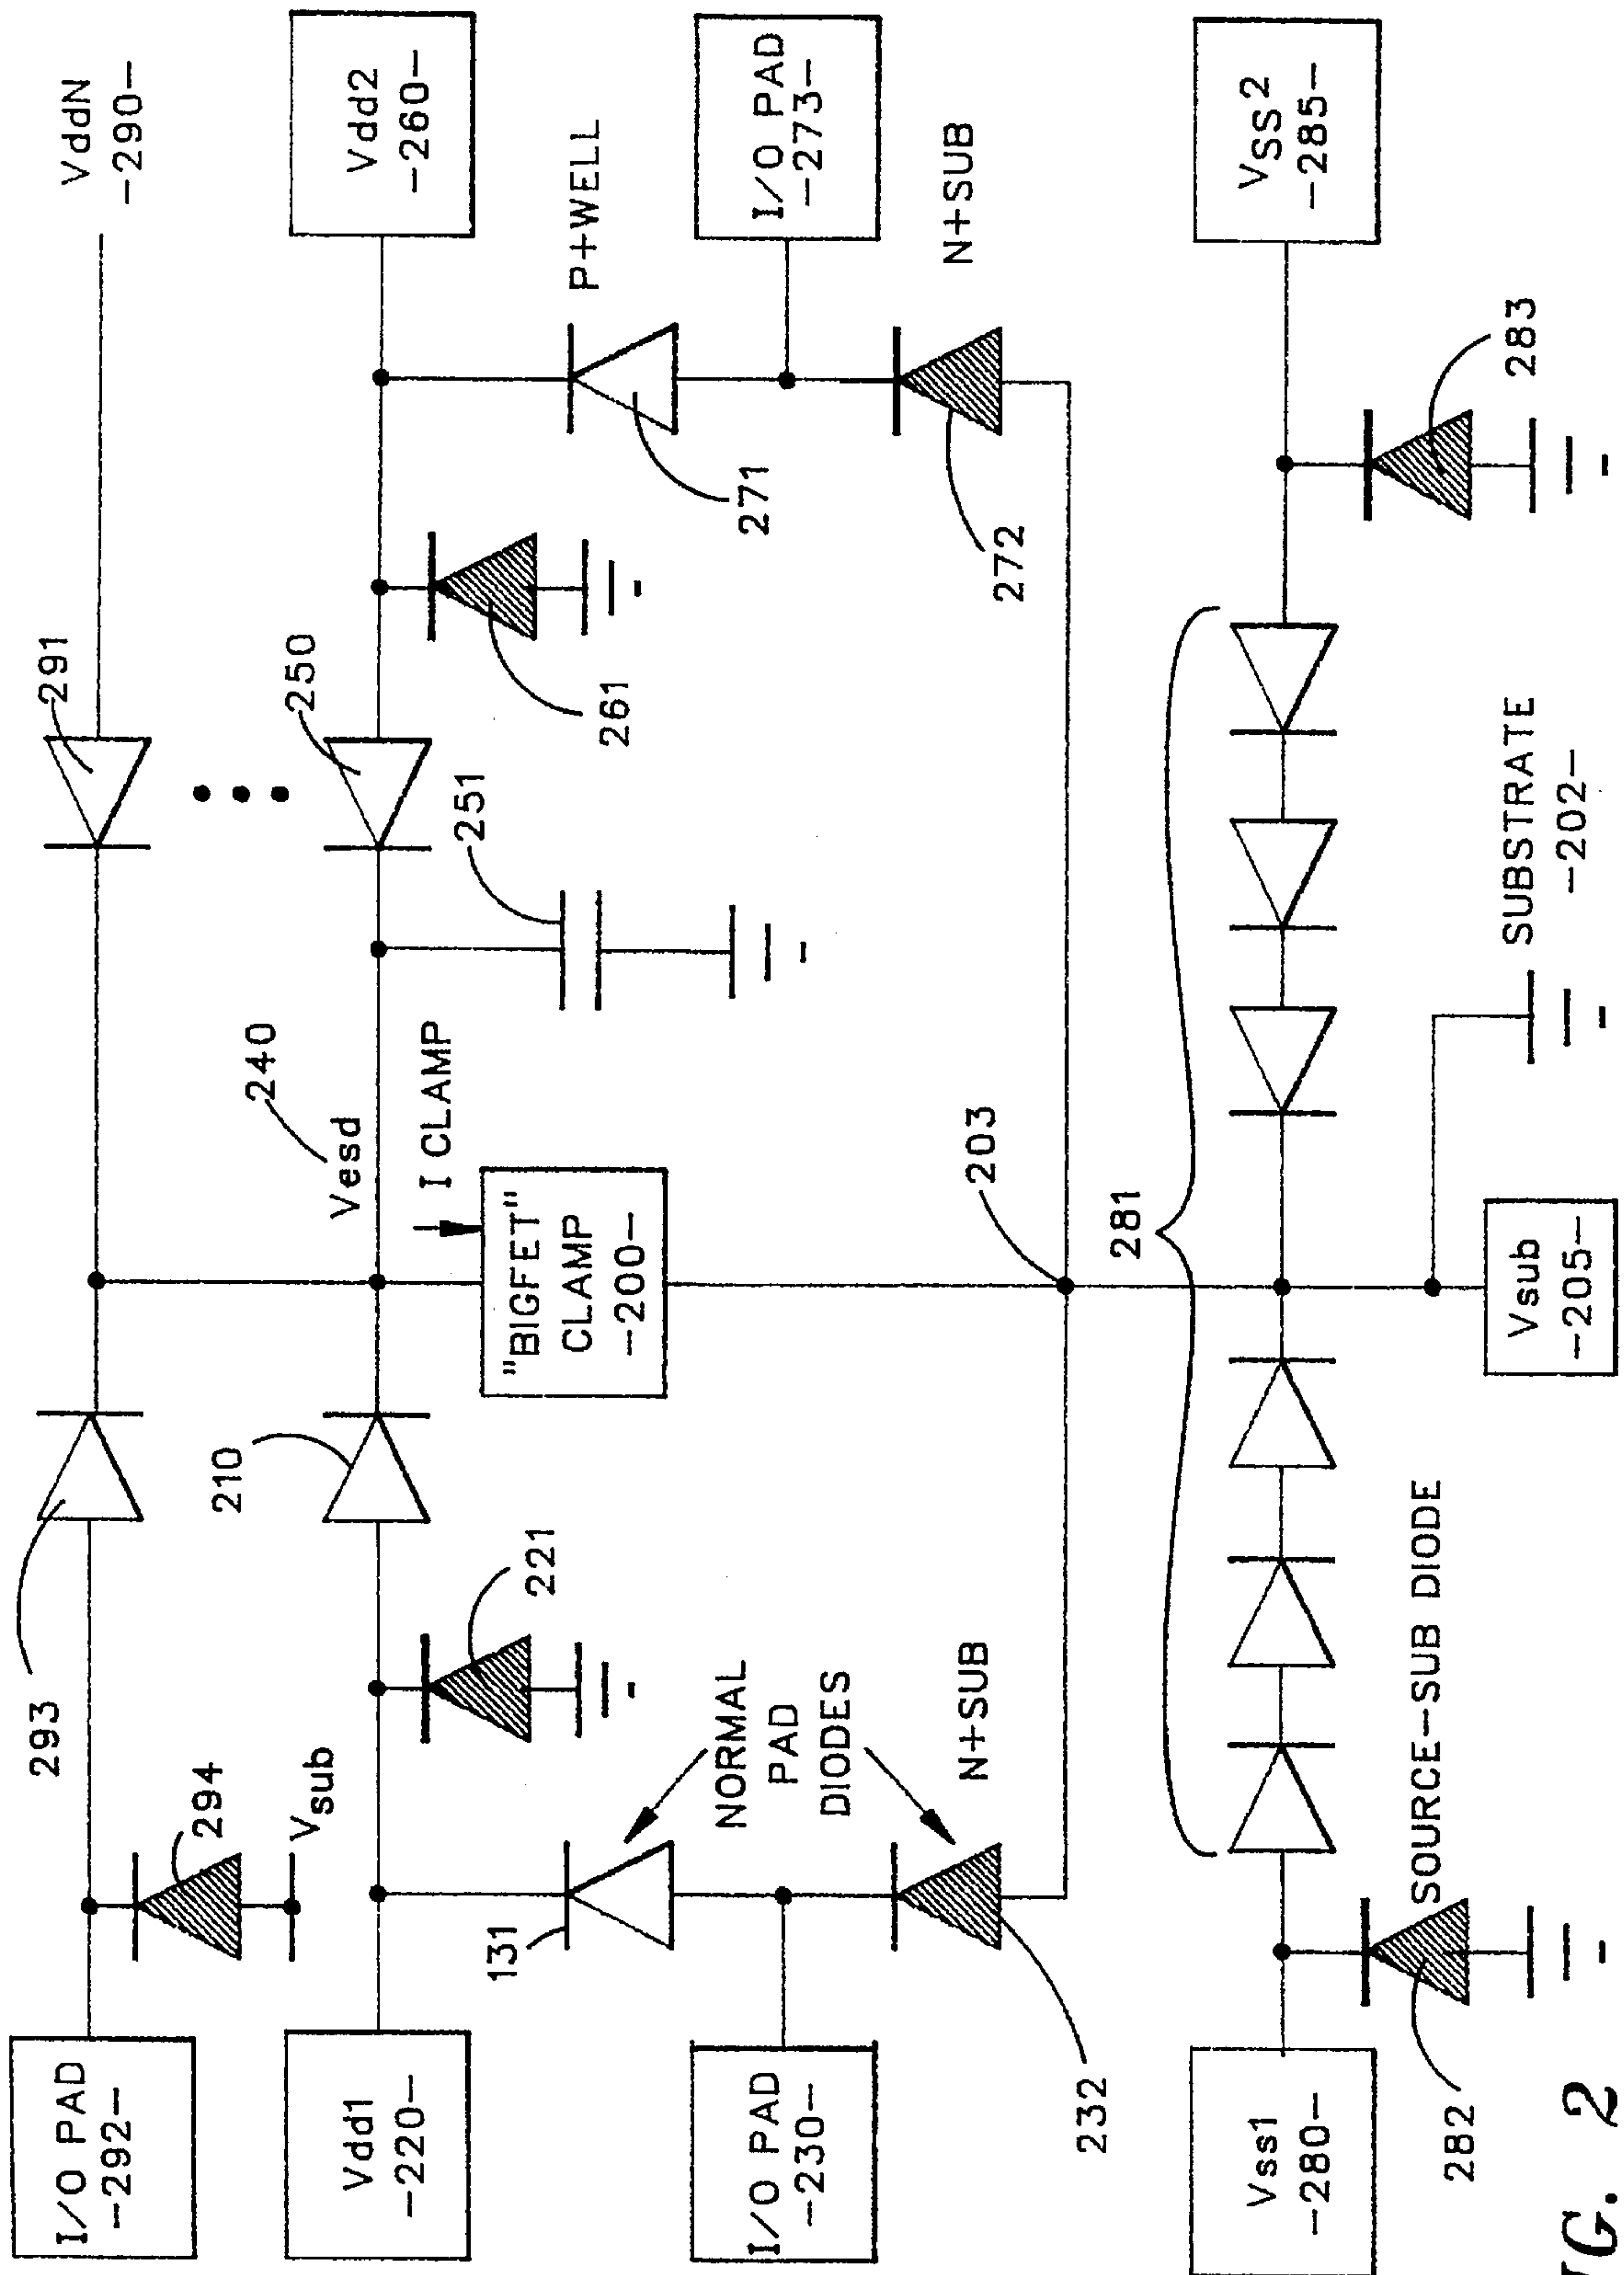 I/O PAD
-292-
293
294
Vsub
291
VddN
-290-
Vdd1
-220-
221
210
Vesd
240
I CLAMP
251
250
261
Vdd2
-260-
131
NORMAL
PAD
DIODES
"BIGFET"
CLAMP
-200-
271
P+WELL
I/O PAD
-230-
232
N+SUB
203
272
I/O PAD
-273-
N+SUB
281
Vss1
-280-
282
SOURCE-SUB DIODE
Vsub
-205-
SUBSTRATE
-202-
283
VSS2
-285-
IG. 2